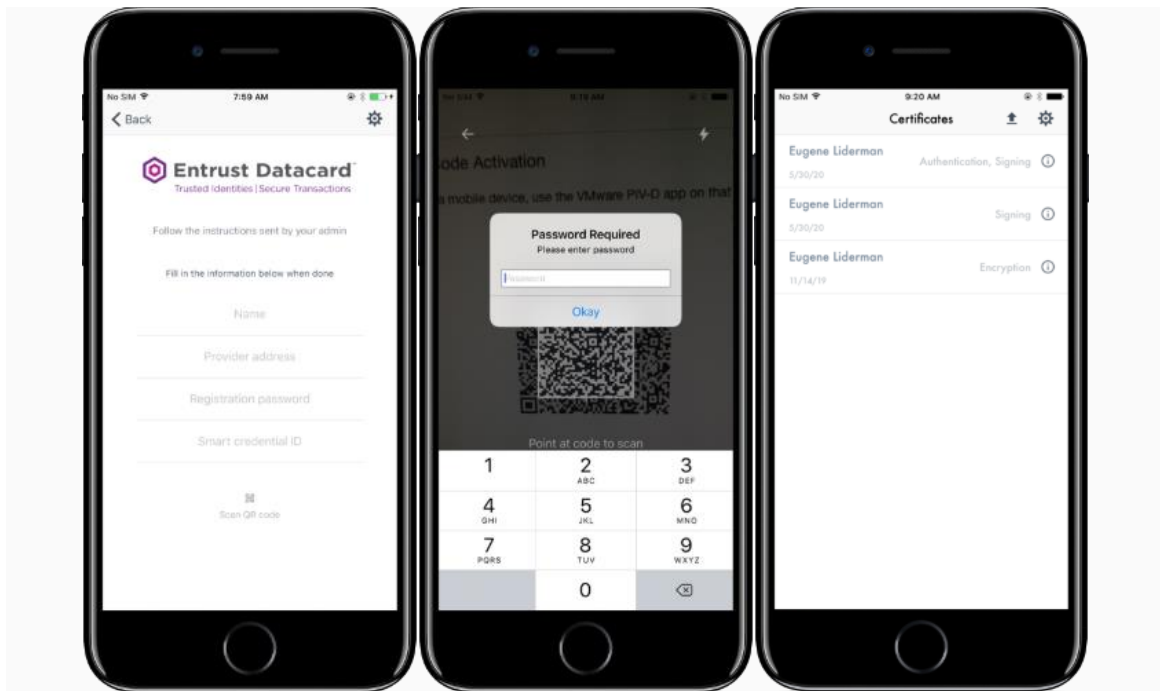 No SIM
7:59 AM
Back
Entrust Datacard
Trusted Identities | Secure Transactions
Follow the instructions sent by your admin
Fill in the information below when done
Name
Provider address
Registration password
Smart credential ID
Scan QR code
No SIM
ode Activation
a mobile device, use the VMware PIV-D app on that
Password Required
Please enter password
Password
Okay
Point at code to scan
1
2
ABC
3
DEF
4
GHI
5
JKL
6
MNO
7
PQRS
8
TUV
9
WXYZ
0
No SIM
9:20 AM
Certificates
Eugene Liderman
Authentication, Signing
5/30/20
Eugene Liderman
Signing
5/30/20
Eugene Liderman
Encryption
11/14/19